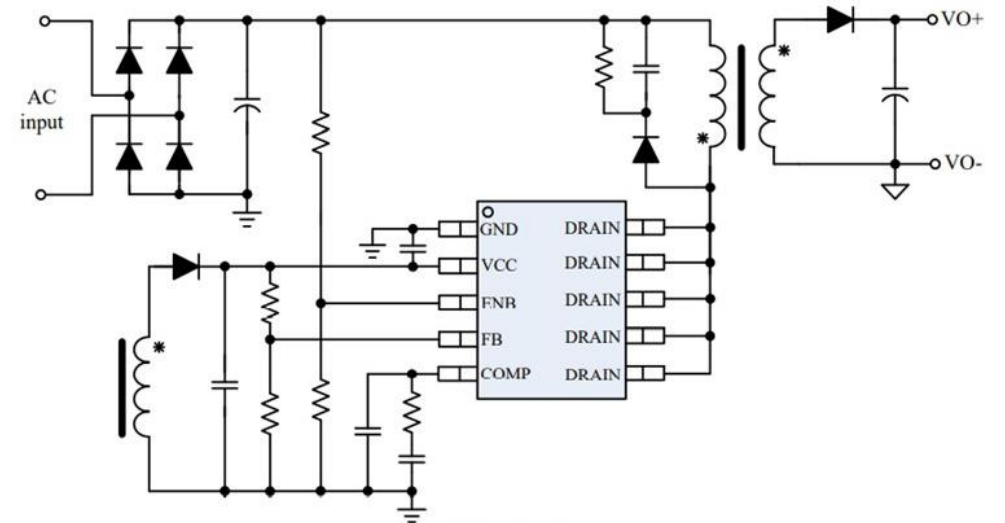 VO+
AC
input
VO-
GND
DRAIN
VCC
DRAIN
ENB
DRAIN
FB
DRAIN
COMP
DRAIN